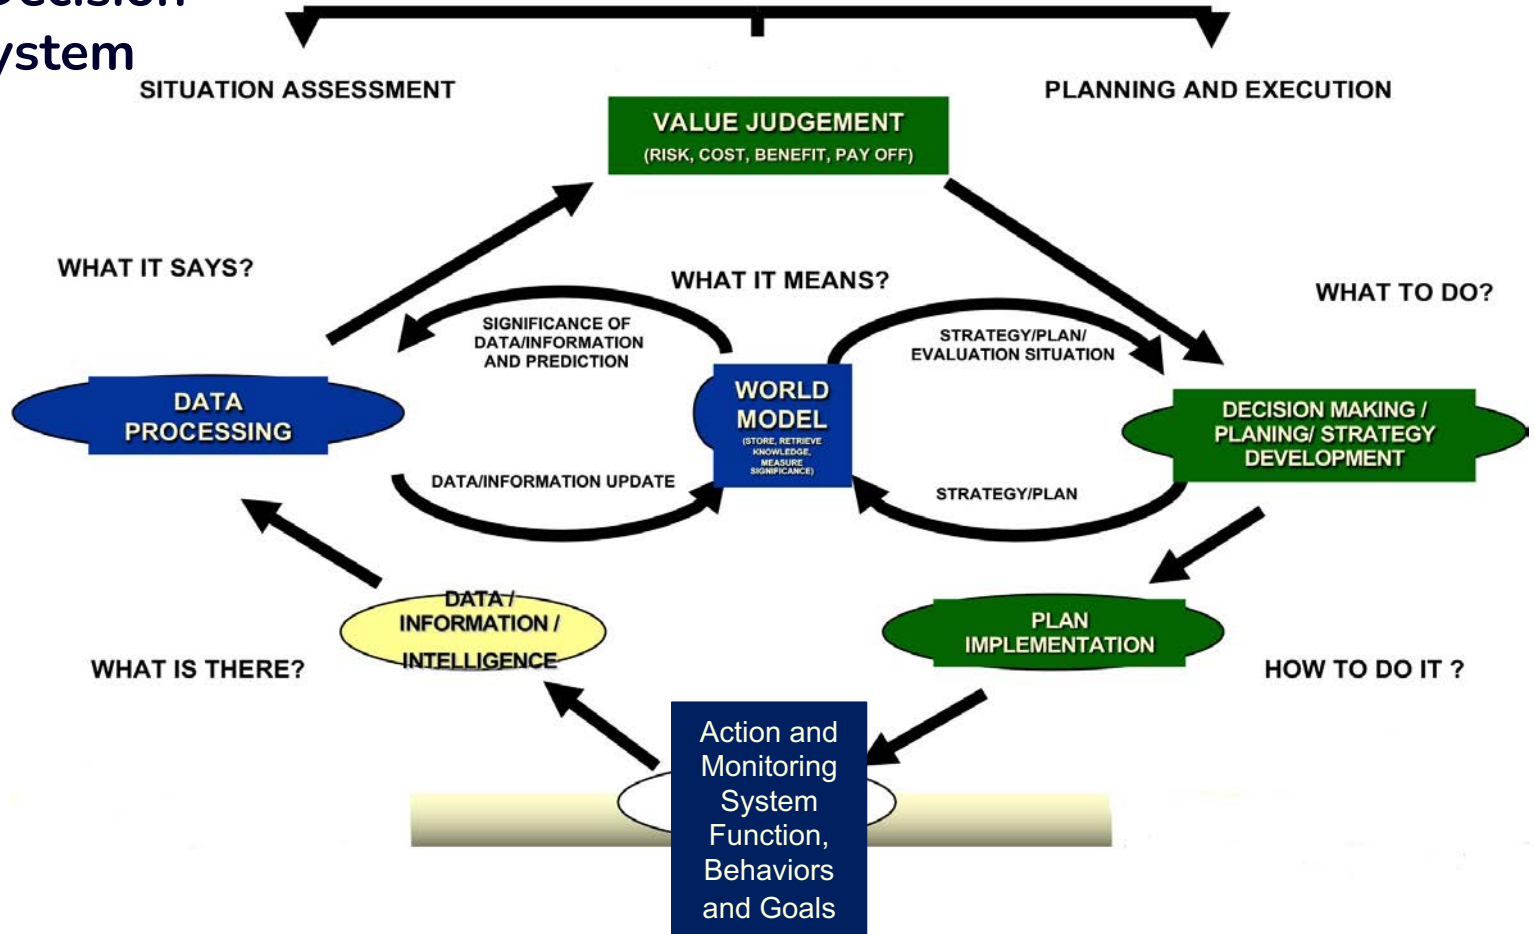 Decision
ystem
SITUATION ASSESSMENT
PLANNING AND EXECUTION
VALUE JUDGEMENT
(RISK, COST, BENEFIT, PAY OFF)
WHAT IT SAYS?
WHAT IT MEANS?
WHAT TO DO?
SIGNIFICANCE OF
DATA/INFORMATION
AND PREDICTION
STRATEGY/PLAN/
EVALUATION SITUATION
DATA
PROCESSING
WORLD
MODEL
(STORE, RETRIEVE
KNOWLEDGE,
MEASURE
SIGNIFICANCE)
DECISION MAKING /
PLANING/ STRATEGY
DEVELOPMENT
DATA/INFORMATION UPDATE
STRATEGY/PLAN
DATA /
INFORMATION /
INTELLIGENCE
PLAN
IMPLEMENTATION
WHAT IS THERE?
HOW TO DO IT ?
Action and
Monitoring
System
Function,
Behaviors
and Goals